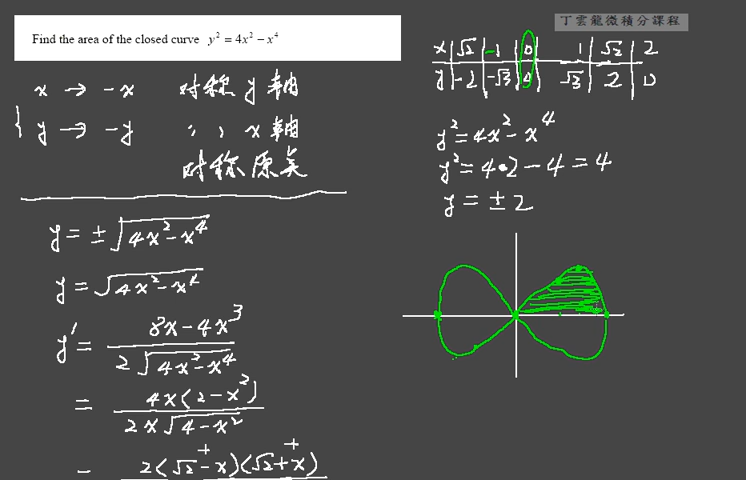 丁雲龍微積分課程
Find the area of the closed curve y² = 4x² − x⁴
x → -x 对称 y 軸
{ y → -y 〃 x 軸
对称原点
y = ±√(4x²-x⁴)
y = √(4x²-x⁴)
y' = (8x-4x³)/(2√(4x²-x⁴))
= 4x(2-x²)/(2x√(4-x²))
= 2(√2-x)(√2+x)
+ +
x | √2 | -1 | 0 | 1 | √2 | 2
y | -2 | -√3 | 0 | √3 | 2 | 0
y² = 4x² - x⁴
y² = 4·2 - 4 = 4
y = ±2